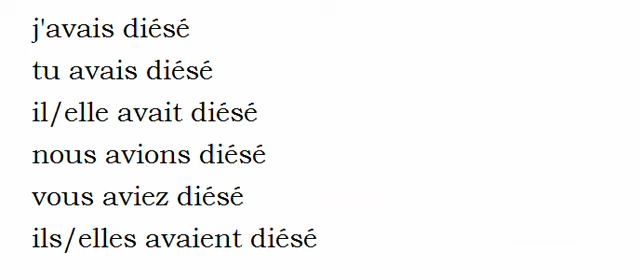 j'avais diésé
tu avais diésé
il/elle avait diésé
nous avions diésé
vous aviez diésé
ils/elles avaient diésé